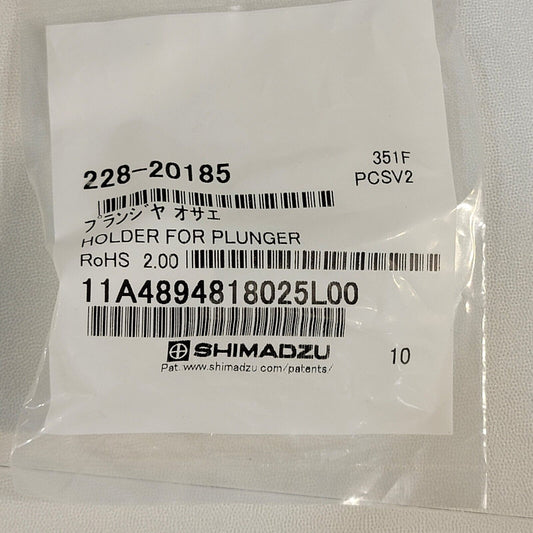 351F
228-20185 PCSV2
プランジヤ オサエ
HOLDER FOR PLUNGER
RoHS 2.00
11A4894818025L00
SHIMADZU 10
Pat. www.shimadzu.com/patents/